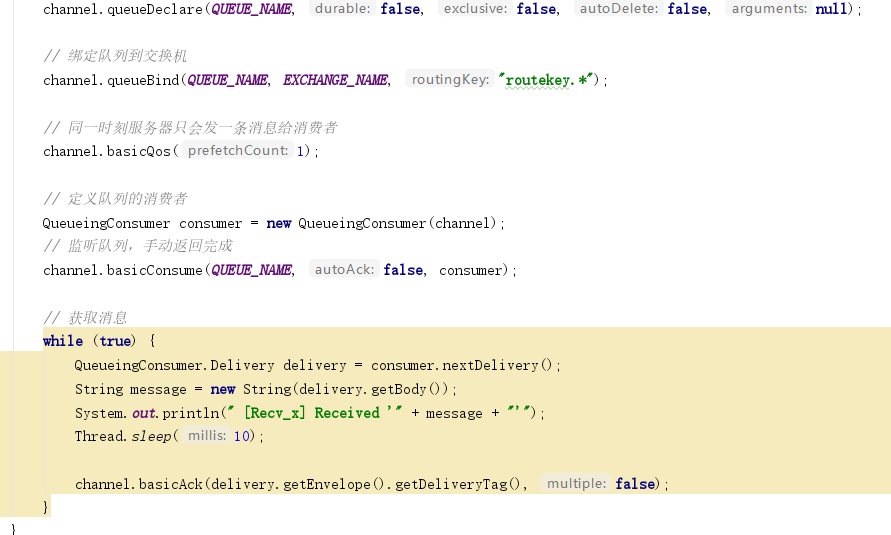 channel.queueDeclare(QUEUE_NAME, durable: false, exclusive: false, autoDelete: false, arguments: null);
// 绑定队列到交换机
channel.queueBind(QUEUE_NAME, EXCHANGE_NAME, routingKey: "routekey.*");
// 同一时刻服务器只会发一条消息给消费者
channel.basicQos( prefetchCount: 1);
// 定义队列的消费者
QueueingConsumer consumer = new QueueingConsumer(channel);
// 监听队列，手动返回完成
channel.basicConsume(QUEUE_NAME, autoAck: false, consumer);
// 获取消息
while (true) {
QueueingConsumer.Delivery delivery = consumer.nextDelivery();
String message = new String(delivery.getBody());
System.out.println(" [Recv_x] Received '" + message + "'");
Thread.sleep( millis: 10);
channel.basicAck(delivery.getEnvelope().getDeliveryTag(), multiple: false);
}
}